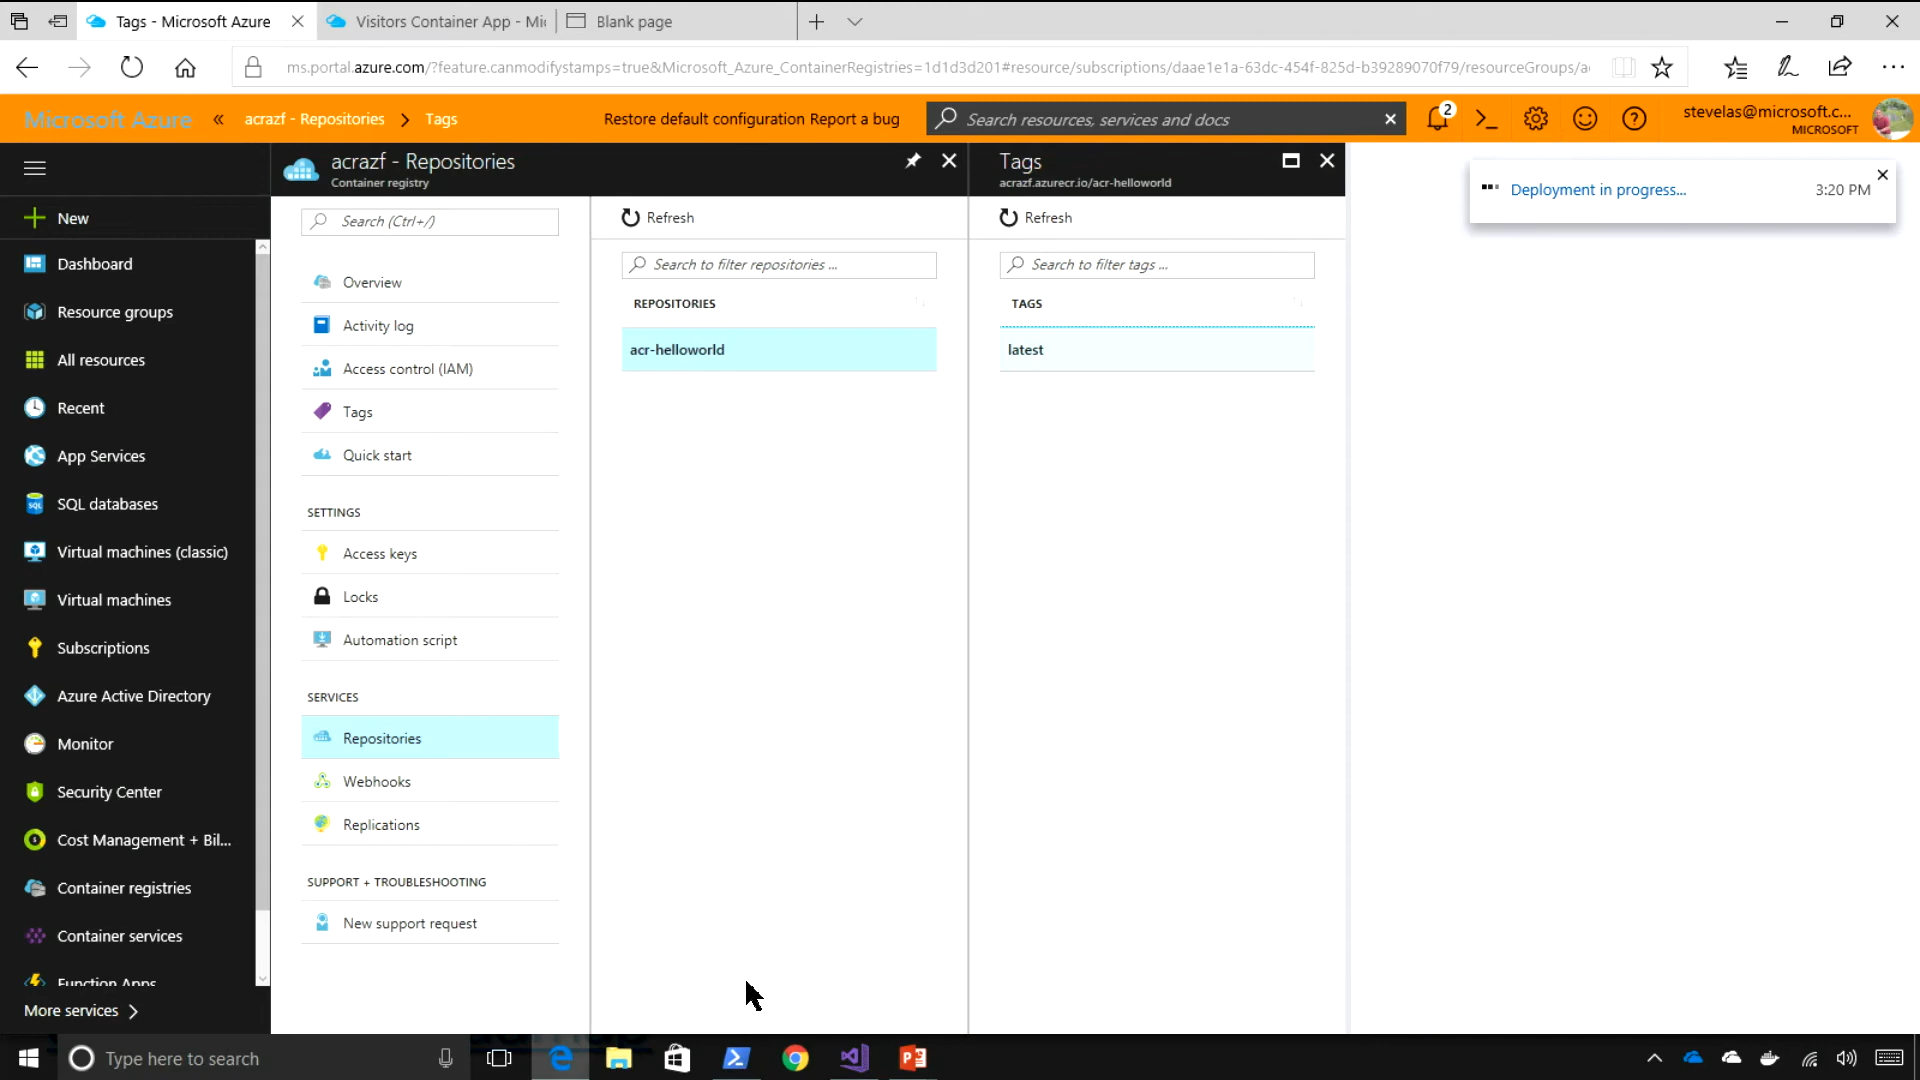 Tags - Microsoft Azure
Visitors Container App - Mi
Blank page
ms.portal.azure.com/?feature.canmodifystamps=true&Microsoft_Azure_ContainerRegistries=1d1d3d201#resource/subscriptions/daae1e1a-63dc-454f-825d-b39289070f79/resourceGroups/a
Microsoft Azure
acrazf - Repositories
Tags
Restore default configuration Report a bug
Search resources, services and docs
2
stevelas@microsoft.c...
MICROSOFT
New
Dashboard
Resource groups
All resources
Recent
App Services
SQL databases
Virtual machines (classic)
Virtual machines
Subscriptions
Azure Active Directory
Monitor
Security Center
Cost Management + Bil...
Container registries
Container services
Function Apps
More services
acrazf - Repositories
Container registry
Search (Ctrl+/)
Overview
Activity log
Access control (IAM)
Tags
Quick start
SETTINGS
Access keys
Locks
Automation script
SERVICES
Repositories
Webhooks
Replications
SUPPORT + TROUBLESHOOTING
New support request
Refresh
Search to filter repositories ...
REPOSITORIES
acr-helloworld
Tags
acrazf.azurecr.io/acr-helloworld
Refresh
Search to filter tags ...
TAGS
latest
Deployment in progress...
3:20 PM
Type here to search